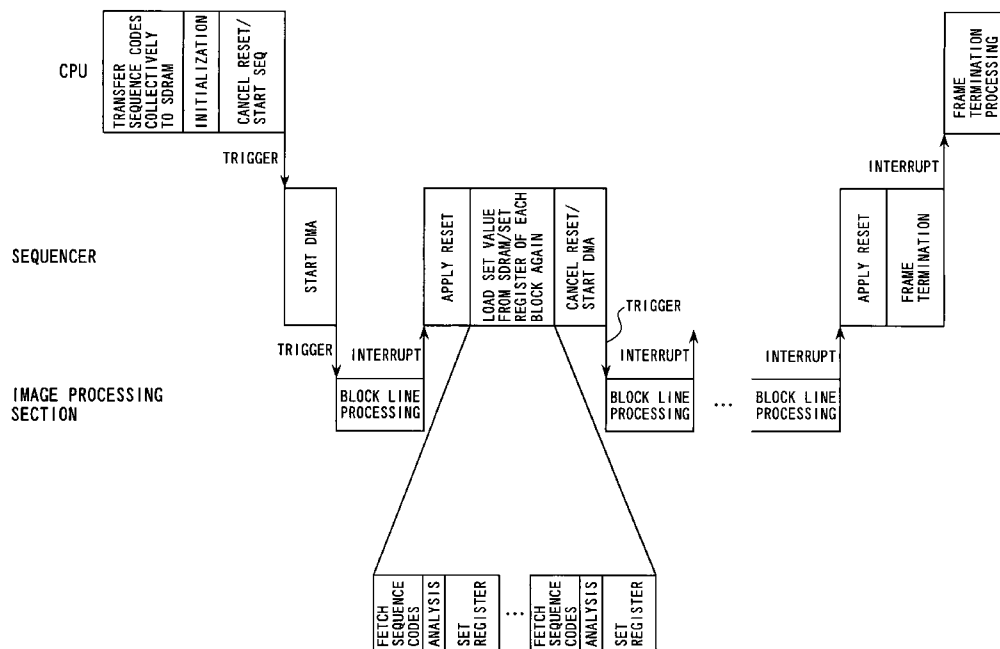 CPU
TRANSFER
SEQUENCE CODES
COLLECTIVELY
TO SDRAM
INITIALIZATION
CANCEL RESET/
START SEQ
FRAME
TERMINATION
PROCESSING
TRIGGER
INTERRUPT
SEQUENCER
START DMA
APPLY RESET
LOAD SET VALUE
FROM SDRAM/SET
REGISTER OF EACH
BLOCK AGAIN
CANCEL RESET/
START DMA
APPLY RESET
FRAME
TERMINATION
TRIGGER
TRIGGER
INTERRUPT
INTERRUPT
INTERRUPT
IMAGE PROCESSING
SECTION
BLOCK LINE
PROCESSING
BLOCK LINE
PROCESSING
...
BLOCK LINE
PROCESSING
FETCH
SEQUENCE
CODES
ANALYSIS
SET
REGISTER
...
FETCH
SEQUENCE
CODES
ANALYSIS
SET
REGISTER